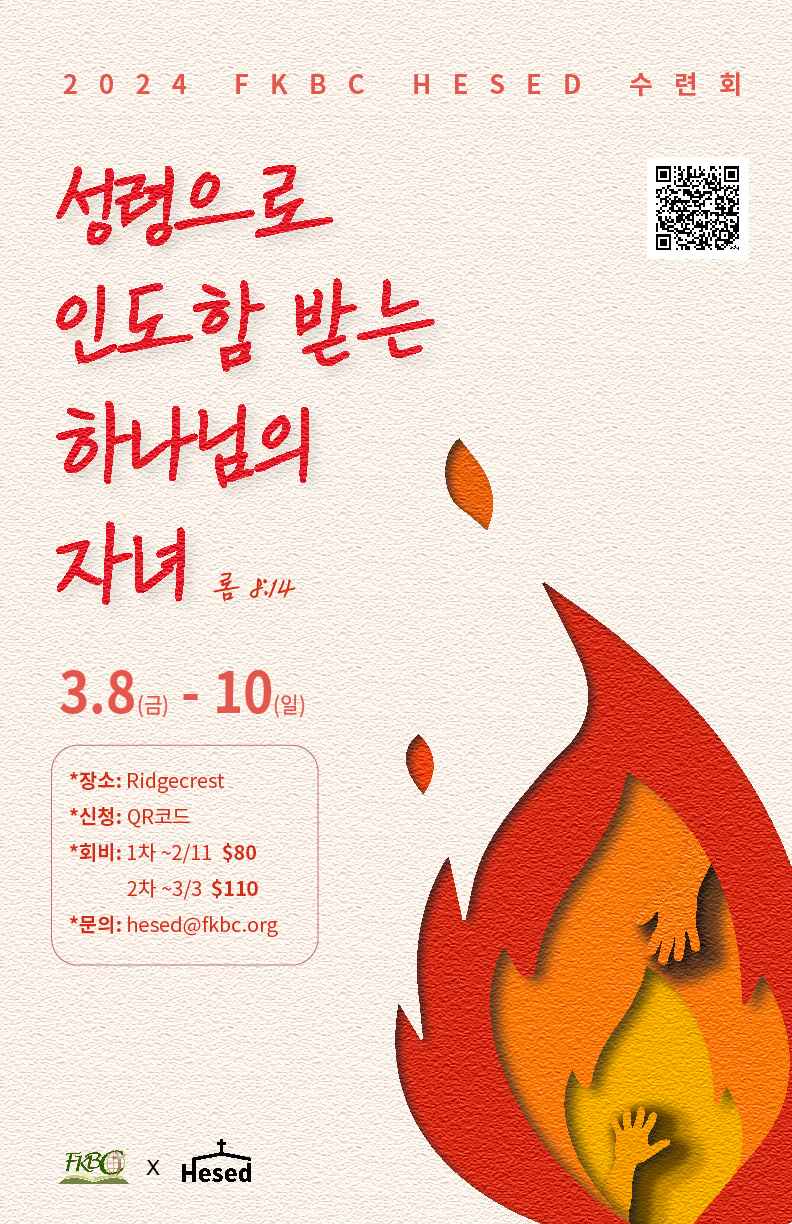 2024 FKBC HESED 수련회
성령으로
인도함 받는
하나님의
자녀 롬 8:14
3.8(금) - 10(일)
*장소: Ridgecrest
*신청: QR코드
*회비: 1차 ~2/11 $80
2차 ~3/3 $110
*문의: hesed@fkbc.org
FKBC x Hesed